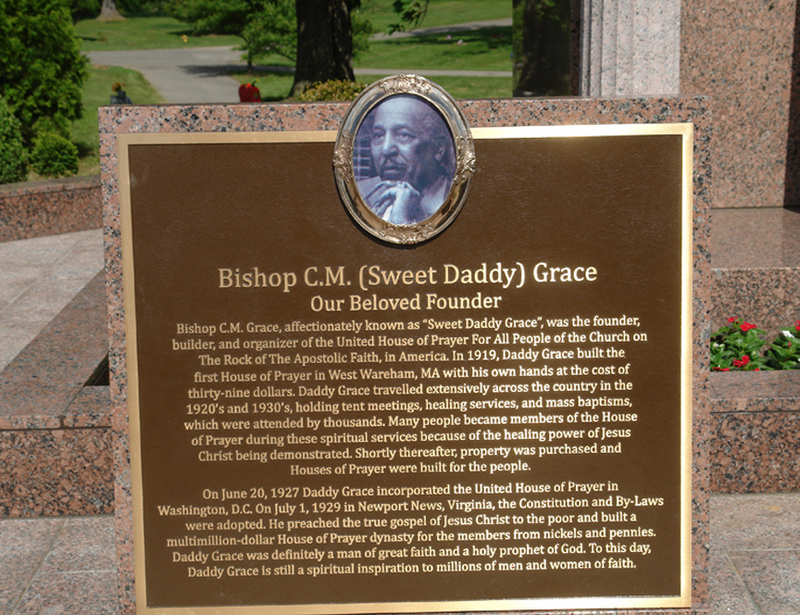 Bishop C.M. (Sweet Daddy) Grace
Our Beloved Founder
Bishop C.M. Grace, affectionately known as "Sweet Daddy Grace", was the founder,
builder, and organizer of the United House of Prayer For All People of the Church on
The Rock of The Apostolic Faith, in America. In 1919, Daddy Grace built the
first House of Prayer in West Wareham, MA with his own hands at the cost of
thirty-nine dollars. Daddy Grace travelled extensively across the country in the
1920's and 1930's, holding tent meetings, healing services, and mass baptisms,
which were attended by thousands. Many people became members of the House
of Prayer during these spiritual services because of the healing power of Jesus
Christ being demonstrated. Shortly thereafter, property was purchased and
Houses of Prayer were built for the people.
On June 20, 1927 Daddy Grace incorporated the United House of Prayer in
Washington, D.C. On July 1, 1929 in Newport News, Virginia, the Constitution and By-Laws
were adopted. He preached the true gospel of Jesus Christ to the poor and built a
multimillion-dollar House of Prayer dynasty for the members from nickels and pennies.
Daddy Grace was definitely a man of great faith and a holy prophet of God. To this day,
Daddy Grace is still a spiritual inspiration to millions of men and women of faith.